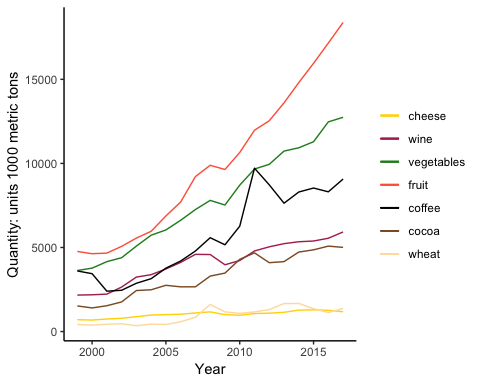 Quantity: units 1000 metric tons
15000
10000
5000
0
2000
2005
2010
2015
Year
cheese
wine
vegetables
fruit
coffee
cocoa
wheat